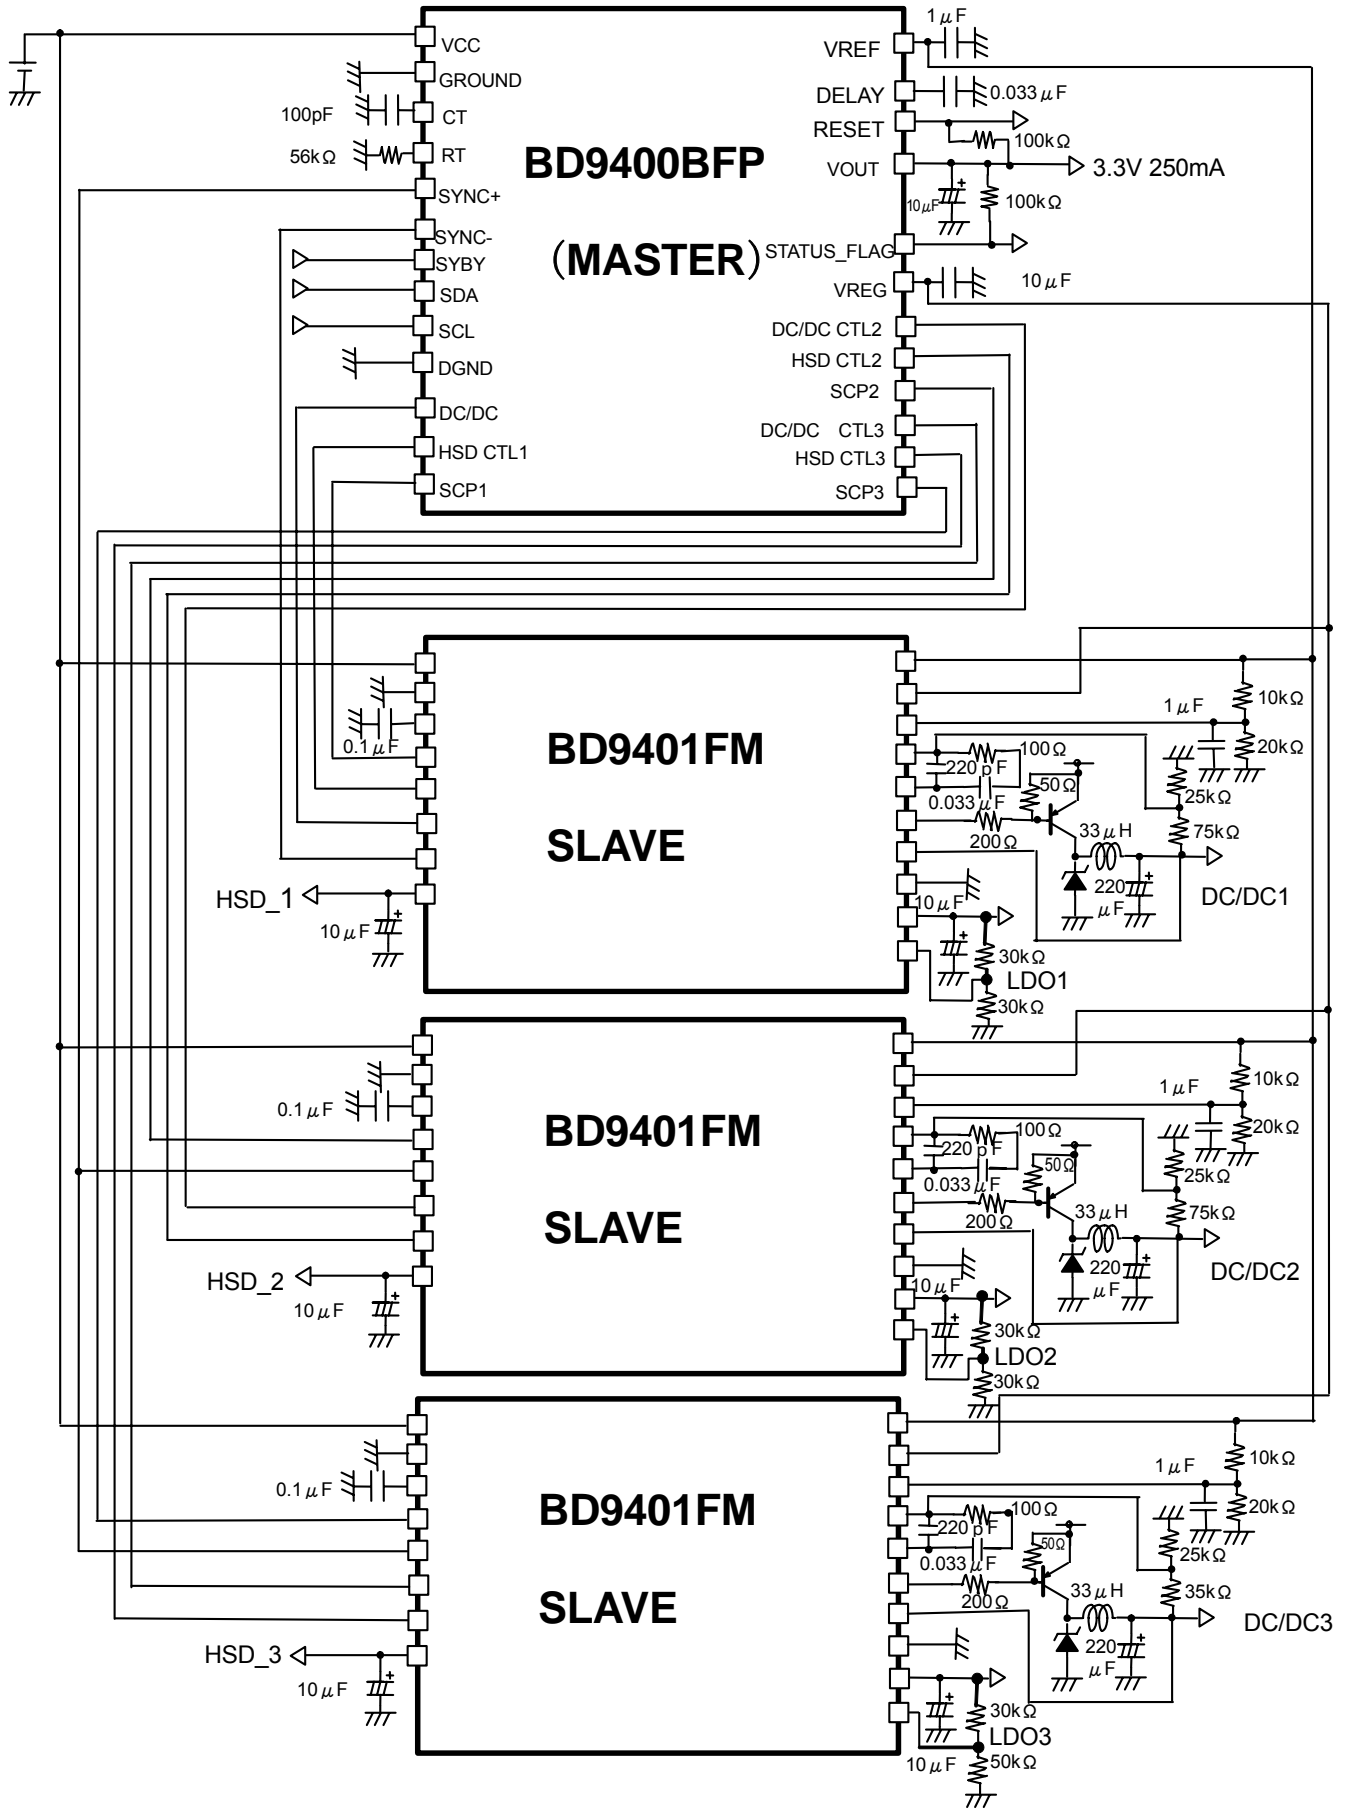 VCC
GROUND
CT
100pF
RT
56kΩ
SYNC+
SYNC-
SYBY
SDA
SCL
DGND
DC/DC
HSD CTL1
SCP1
BD9400BFP
(MASTER)
1μF
VREF
DELAY
0.033μF
RESET
100kΩ
VOUT
3.3V 250mA
10μF
100kΩ
STATUS_FLAG
VREG
10μF
DC/DC CTL2
HSD CTL2
SCP2
DC/DC CTL3
HSD CTL3
SCP3
0.1μF
BD9401FM
SLAVE
HSD_1
10μF
10kΩ
1μF
20kΩ
100Ω
220pF
50Ω
0.033μF
25kΩ
200Ω
33μH
75kΩ
220
μF
DC/DC1
10μF
30kΩ
LDO1
30kΩ
0.1μF
BD9401FM
SLAVE
HSD_2
10μF
10kΩ
1μF
20kΩ
100Ω
220pF
50Ω
0.033μF
25kΩ
200Ω
33μH
75kΩ
220
μF
DC/DC2
10μF
30kΩ
LDO2
30kΩ
0.1μF
BD9401FM
SLAVE
HSD_3
10μF
10kΩ
1μF
20kΩ
100Ω
220pF
50Ω
0.033μF
25kΩ
200Ω
33μH
35kΩ
220
μF
DC/DC3
30kΩ
LDO3
10μF
50kΩ